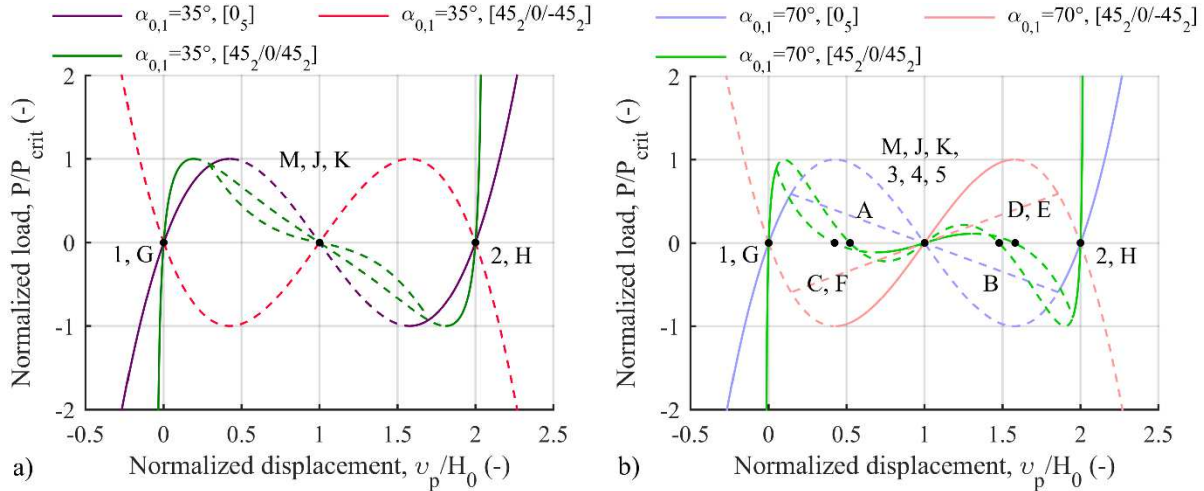 α0,1=35°, [05]
α0,1=35°, [452/0/-452]
α0,1=35°, [452/0/452]
Normalized load, P/Pcrit (-)
2
1
0
-1
-2
M, J, K
1, G
2, H
-0.5 0 0.5 1 1.5 2 2.5
a)
Normalized displacement, υp/H0 (-)
α0,1=70°, [05]
α0,1=70°, [452/0/-452]
α0,1=70°, [452/0/452]
Normalized load, P/Pcrit (-)
2
1
0
-1
-2
M, J, K,
3, 4, 5
A
D, E
1, G
2, H
C, F
B
-0.5 0 0.5 1 1.5 2 2.5
b)
Normalized displacement, υp/H0 (-)